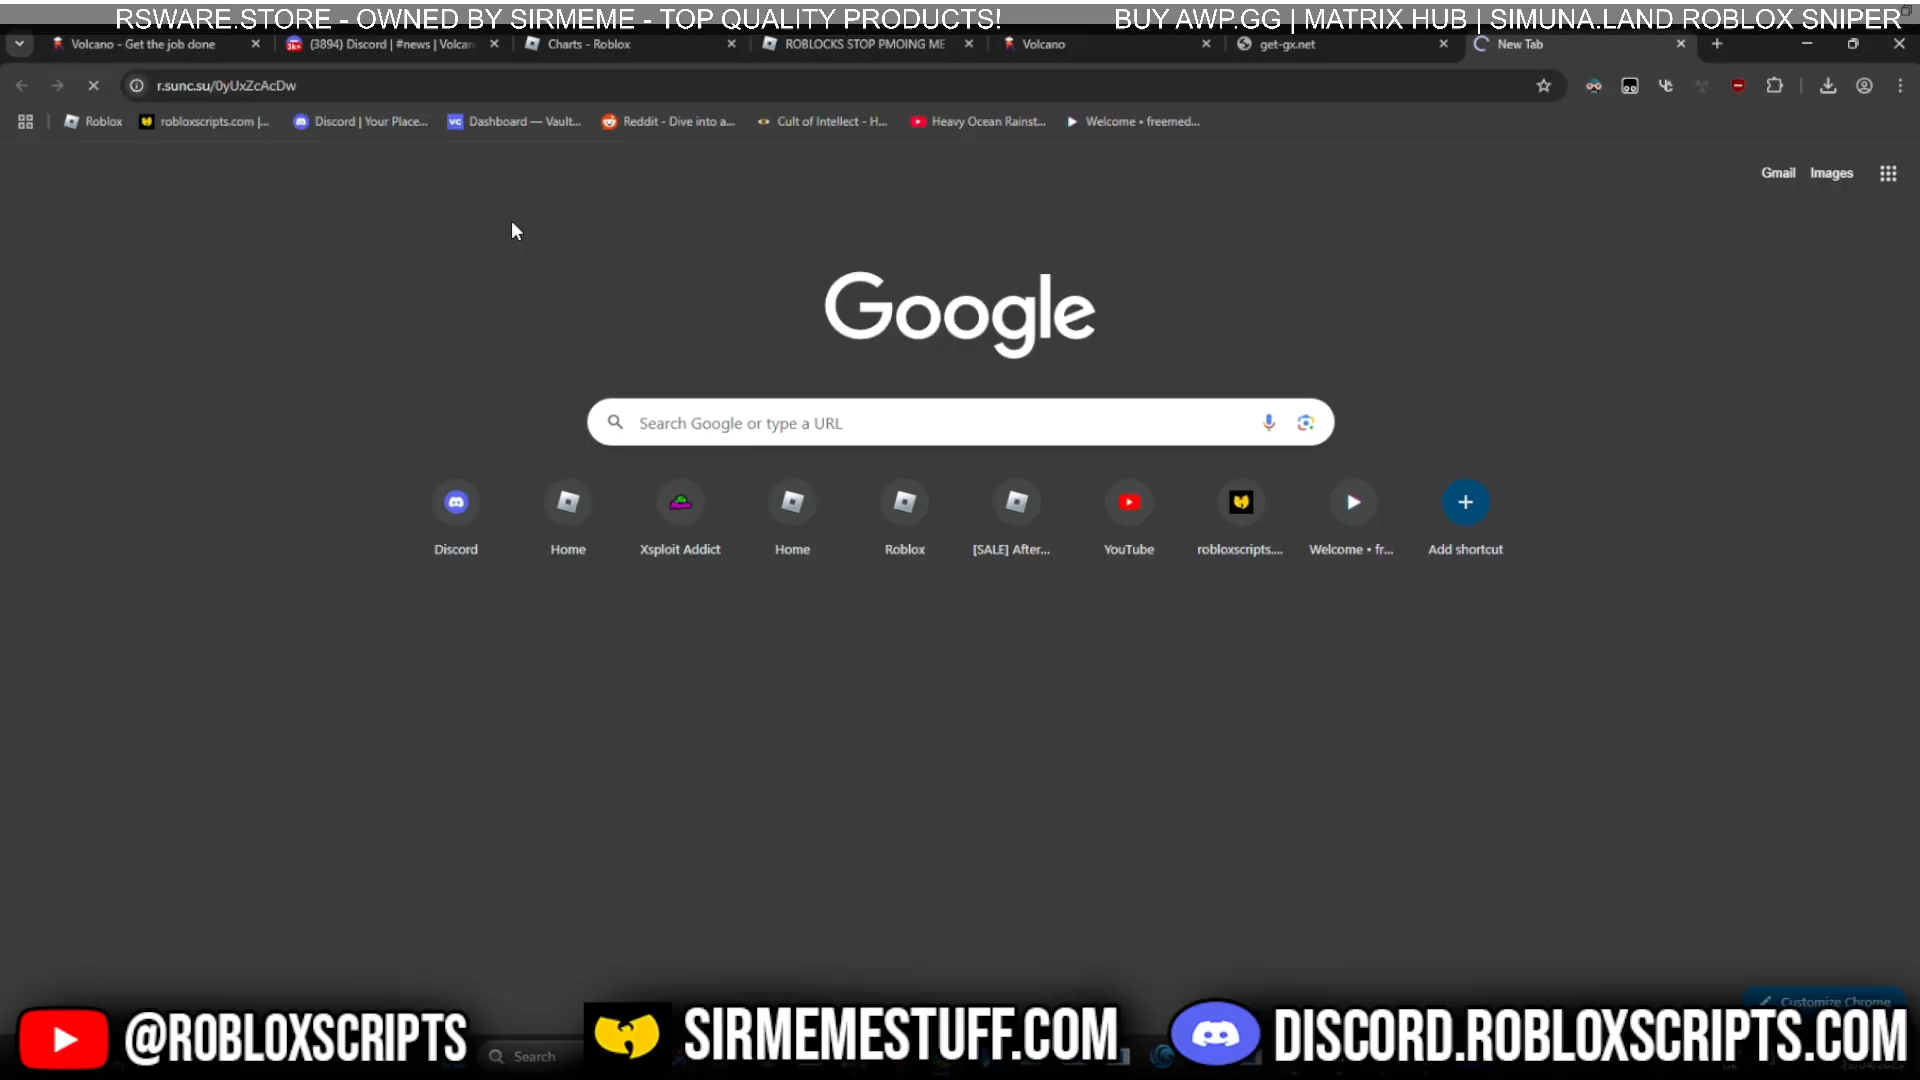 RSWARE.STORE - OWNED BY SIRMEME - TOP QUALITY PRODUCTS! BUY AWP.GG | MATRIX HUB | SIMUNA.LAND ROBLOX SNIPER
Volcano - Get the job done (3894) Discord | #news | Volcan Charts - Roblox ROBLOCKS STOP PMOING ME Volcano get-gx.net New Tab
r.sunc.su/0yUxZcAcDw
Roblox robloxscripts.com |... Discord | Your Place... Dashboard — Vault... Reddit - Dive into a... Cult of Intellect - H... Heavy Ocean Rainst... Welcome • freemed...
Gmail Images
Google
Search Google or type a URL
Discord Home Xsploit Addict Home Roblox [SALE] After... YouTube robloxscripts.... Welcome • fr... Add shortcut
Customize Chrome
@ROBLOXSCRIPTS Search SIRMEMESTUFF.COM DISCORD.ROBLOXSCRIPTS.COM